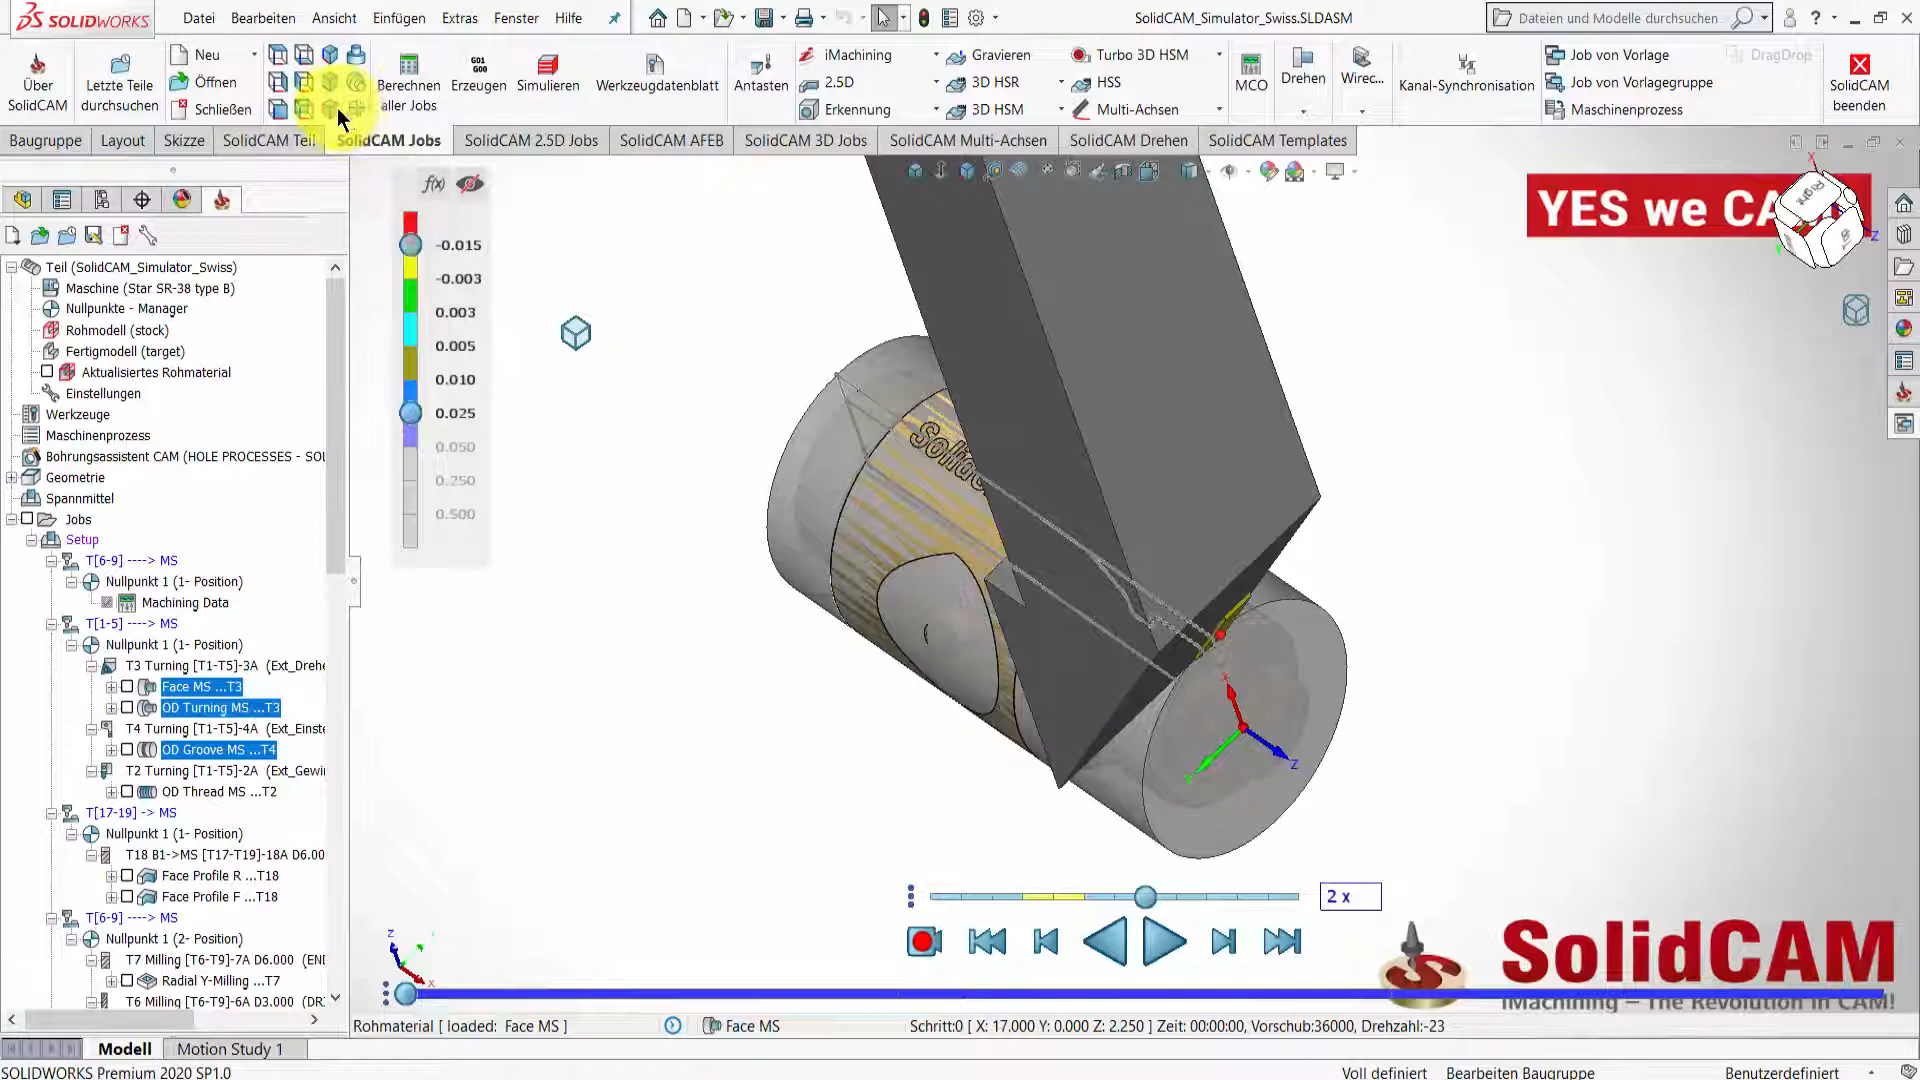 SOLIDWORKS
Datei Bearbeiten Ansicht Einfügen Extras Fenster Hilfe
SolidCAM_Simulator_Swiss.SLDASM
Dateien und Modelle durchsuchen
Über SolidCAM
Letzte Teile durchsuchen
Neu
Öffnen
Schließen
Berechnen aller Jobs
G01 G00
Erzeugen
Simulieren
Werkzeugdatenblatt
Antasten
iMachining
2.5D
Erkennung
Gravieren
3D HSR
3D HSM
Turbo 3D HSM
HSS
Multi-Achsen
MCO
Drehen
Wirec...
Kanal-Synchronisation
Job von Vorlage
Job von Vorlagegruppe
Maschinenprozess
DragDrop
SolidCAM beenden
Baugruppe Layout Skizze SolidCAM Teil SolidCAM Jobs SolidCAM 2.5D Jobs SolidCAM AFEB SolidCAM 3D Jobs SolidCAM Multi-Achsen SolidCAM Drehen SolidCAM Templates
Teil (SolidCAM_Simulator_Swiss)
Maschine (Star SR-38 type B)
Nullpunkte - Manager
Rohmodell (stock)
Fertigmodell (target)
Aktualisiertes Rohmaterial
Einstellungen
Werkzeuge
Maschinenprozess
Bohrungsassistent CAM (HOLE PROCESSES - SOL
Geometrie
Spannmittel
Jobs
Setup
T[6-9] ----> MS
Nullpunkt 1 (1- Position)
Machining Data
T[1-5] ----> MS
Nullpunkt 1 (1- Position)
T3 Turning [T1-T5]-3A (Ext_Drehe
Face MS ...T3
OD Turning MS ...T3
T4 Turning [T1-T5]-4A (Ext_Einste
OD Groove MS ...T4
T2 Turning [T1-T5]-2A (Ext_Gewin
OD Thread MS ...T2
T[17-19] -> MS
Nullpunkt 1 (1- Position)
T18 B1->MS [T17-T19]-18A D6.00
Face Profile R ...T18
Face Profile F ...T18
T[6-9] ----> MS
Nullpunkt 1 (2- Position)
T7 Milling [T6-T9]-7A D6.000 (END
Radial Y-Milling ...T7
T6 Milling [T6-T9]-6A D3.000 (DR
f(x)
-0.015
-0.003
0.003
0.005
0.010
0.025
0.050
0.250
0.500
YES we CA
Right
X
Z
X
Y
Z
Z
X
2 x
SolidCAM
iMachining – The Revolution in CAM!
Rohmaterial [ loaded: Face MS ]
Face MS
Schritt:0 [ X: 17.000 Y: 0.000 Z: 2.250 ] Zeit: 00:00:00, Vorschub:36000, Drehzahl:-23
Modell Motion Study 1
SOLIDWORKS Premium 2020 SP1.0
Voll definiert Bearbeiten Baugruppe Benutzerdefiniert